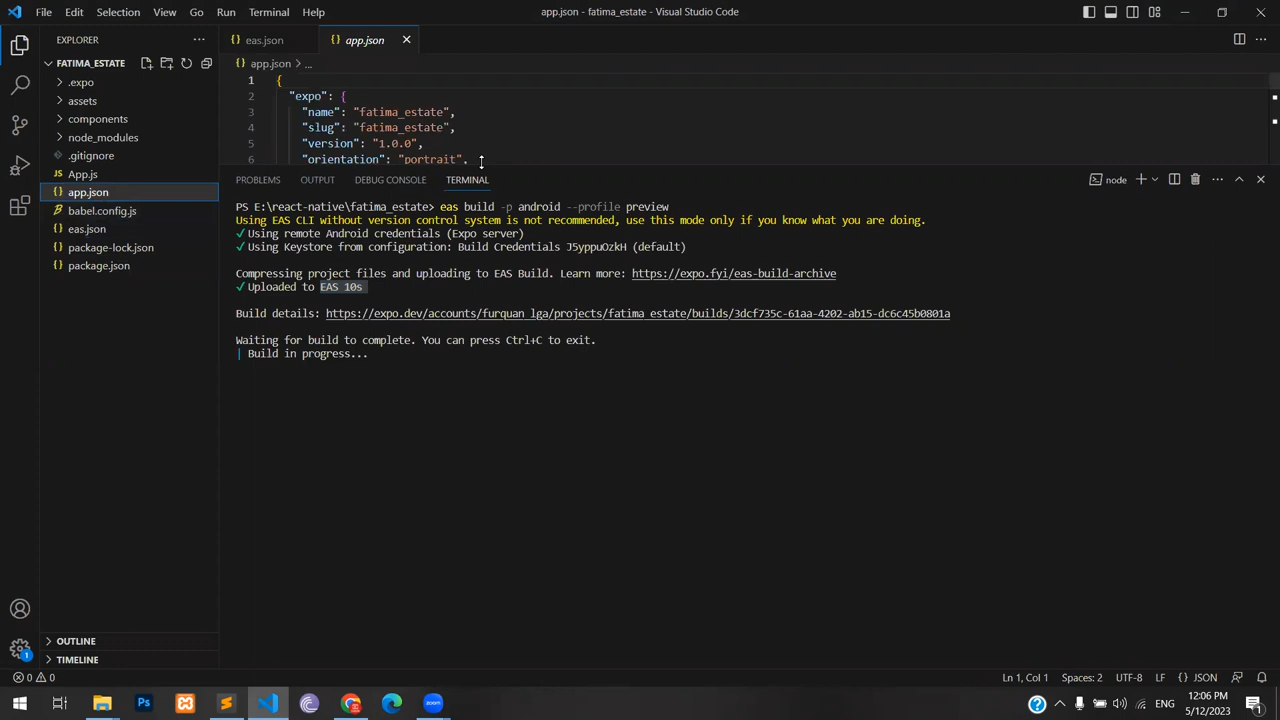 File Edit Selection View Go Run Terminal Help
app.json - fatima_estate - Visual Studio Code
EXPLORER
FATIMA_ESTATE
.expo
assets
components
node_modules
.gitignore
App.js
app.json
babel.config.js
eas.json
package-lock.json
package.json
OUTLINE
TIMELINE
eas.json app.json
app.json > ...
1 {
2 "expo": {
3 "name": "fatima_estate",
4 "slug": "fatima_estate",
5 "version": "1.0.0",
6 "orientation": "portrait",
PROBLEMS OUTPUT DEBUG CONSOLE TERMINAL
node
PS E:\react-native\fatima_estate> eas build -p android --profile preview
Using EAS CLI without version control system is not recommended, use this mode only if you know what you are doing.
✓ Using remote Android credentials (Expo server)
✓ Using Keystore from configuration: Build Credentials J5yppuOzkH (default)
Compressing project files and uploading to EAS Build. Learn more: https://expo.fyi/eas-build-archive
✓ Uploaded to EAS 10s
Build details: https://expo.dev/accounts/furquan_lga/projects/fatima_estate/builds/3dcf735c-61aa-4202-ab15-dc6c45b0801a
Waiting for build to complete. You can press Ctrl+C to exit.
| Build in progress...
1
0 0
Ln 1, Col 1 Spaces: 2 UTF-8 LF {} JSON
Ps
zoom
ENG
12:06 PM
5/12/2023
1